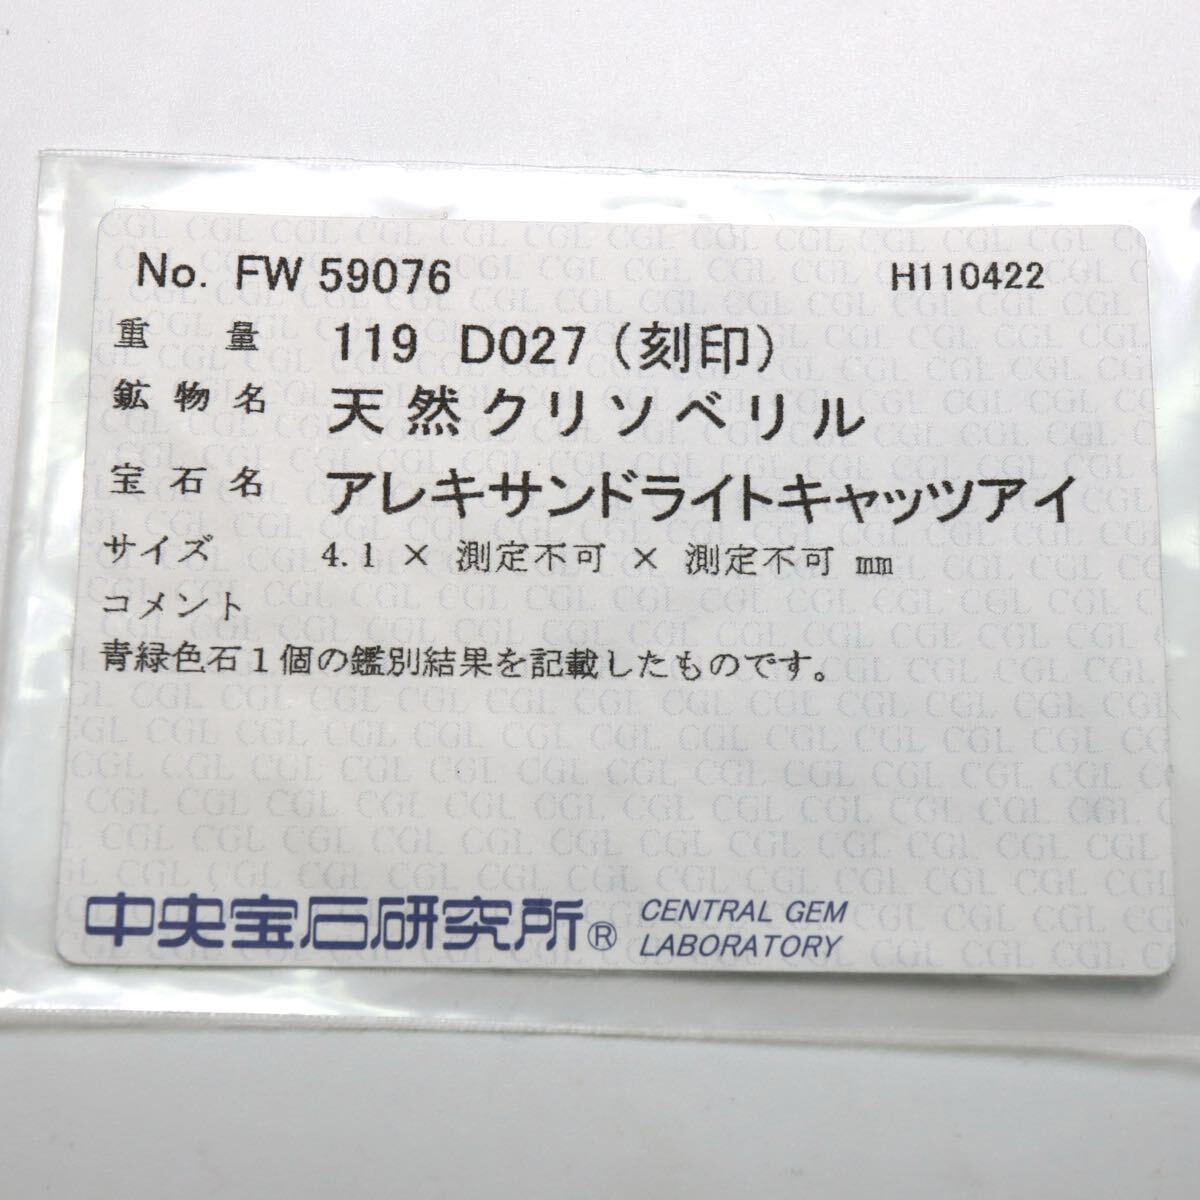 No. FW 59076 H110422
重量 119 D027（刻印）
鉱物名 天然クリソベリル
宝石名 アレキサンドライトキャッツアイ
サイズ 4.1 × 測定不可 × 測定不可 mm
コメント
青緑色石1個の鑑別結果を記載したものです。
中央宝石研究所® CENTRAL GEM
LABORATORY